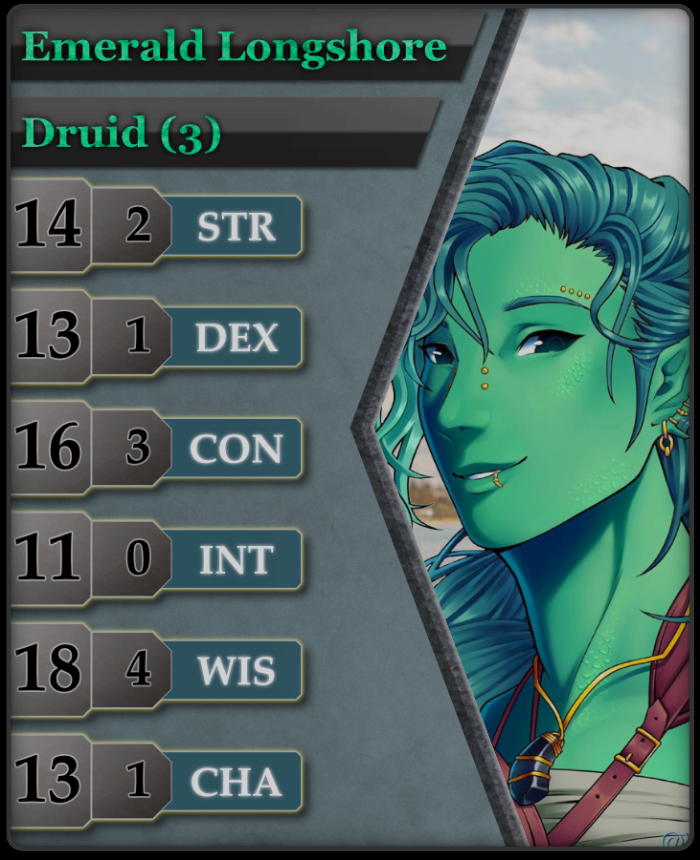 Emerald Longshore
Druid (3)
14 2 STR
13 1 DEX
16 3 CON
11 0 INT
18 4 WIS
13 1 CHA